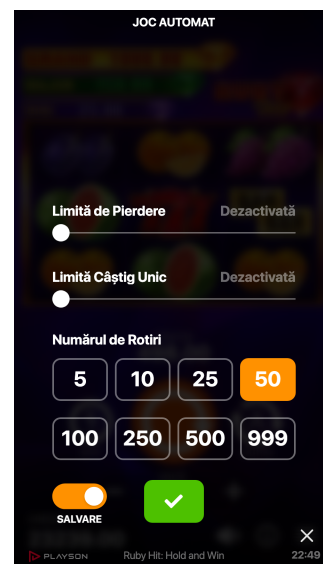 JOC AUTOMAT
Limită de Pierdere Dezactivată
Limită Câștig Unic Dezactivată
Numărul de Rotiri
5 10 25 50
100 250 500 999
SALVARE
PLAYSON Ruby Hit: Hold and Win 22:49